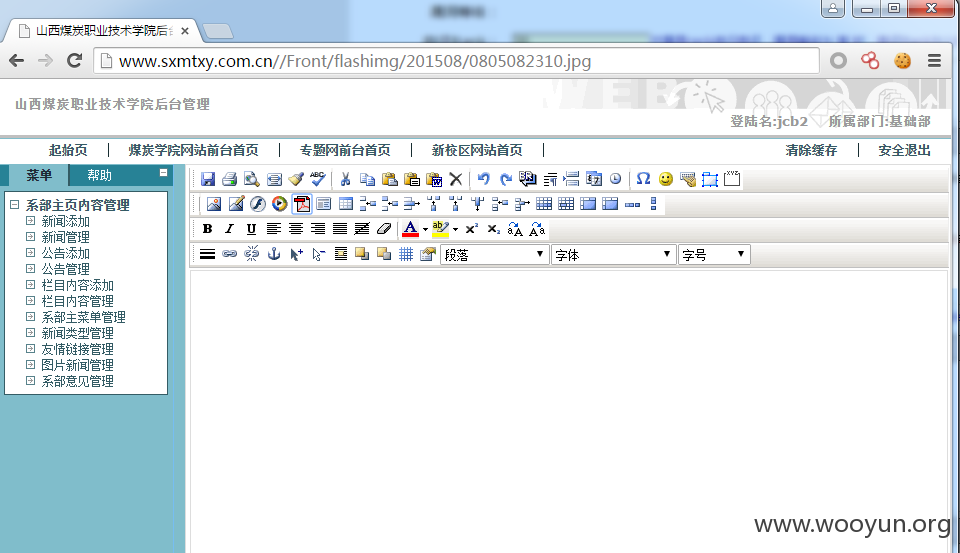 山西煤炭职业技术学院后台
www.sxmtxy.com.cn//Front/flashimg/201508/0805082310.jpg
山西煤炭职业技术学院后台管理
WEB
登陆名:jcb2 所属部门:基础部
起始页 | 煤炭学院网站前台首页 | 专题网前台首页 | 新校区网站首页 |
清除缓存 | 安全退出
菜单 帮助
系部主页内容管理
新闻添加
新闻管理
公告添加
公告管理
栏目内容添加
栏目内容管理
系部主菜单管理
新闻类型管理
友情链接管理
图片新闻管理
系部意见管理
B I U
段落 字体 字号
www.wooyun.org